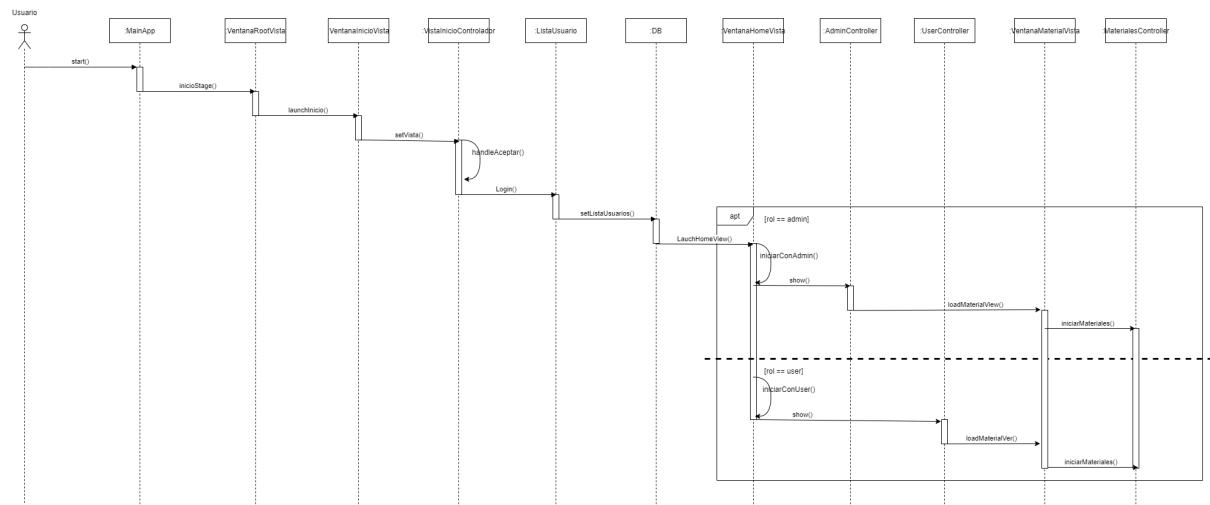 Usuario
:MainApp
:VentanaRootVista
:VentanaInicioVista
:VistaInicioControlador
:ListaUsuario
:DB
:VentanaHomeVista
:AdminController
:UserController
:VentanaMaterialVista
:MaterialesController
start()
inicioStage()
launchInicio()
setVista()
handleAceptar()
Login()
setListaUsuarios()
apt
[rol == admin]
LauchHomeView()
iniciarConAdmin()
show()
loadMaterialView()
iniciarMateriales()
[rol == user]
iniciarConUser()
show()
loadMaterialVer()
iniciarMateriales()